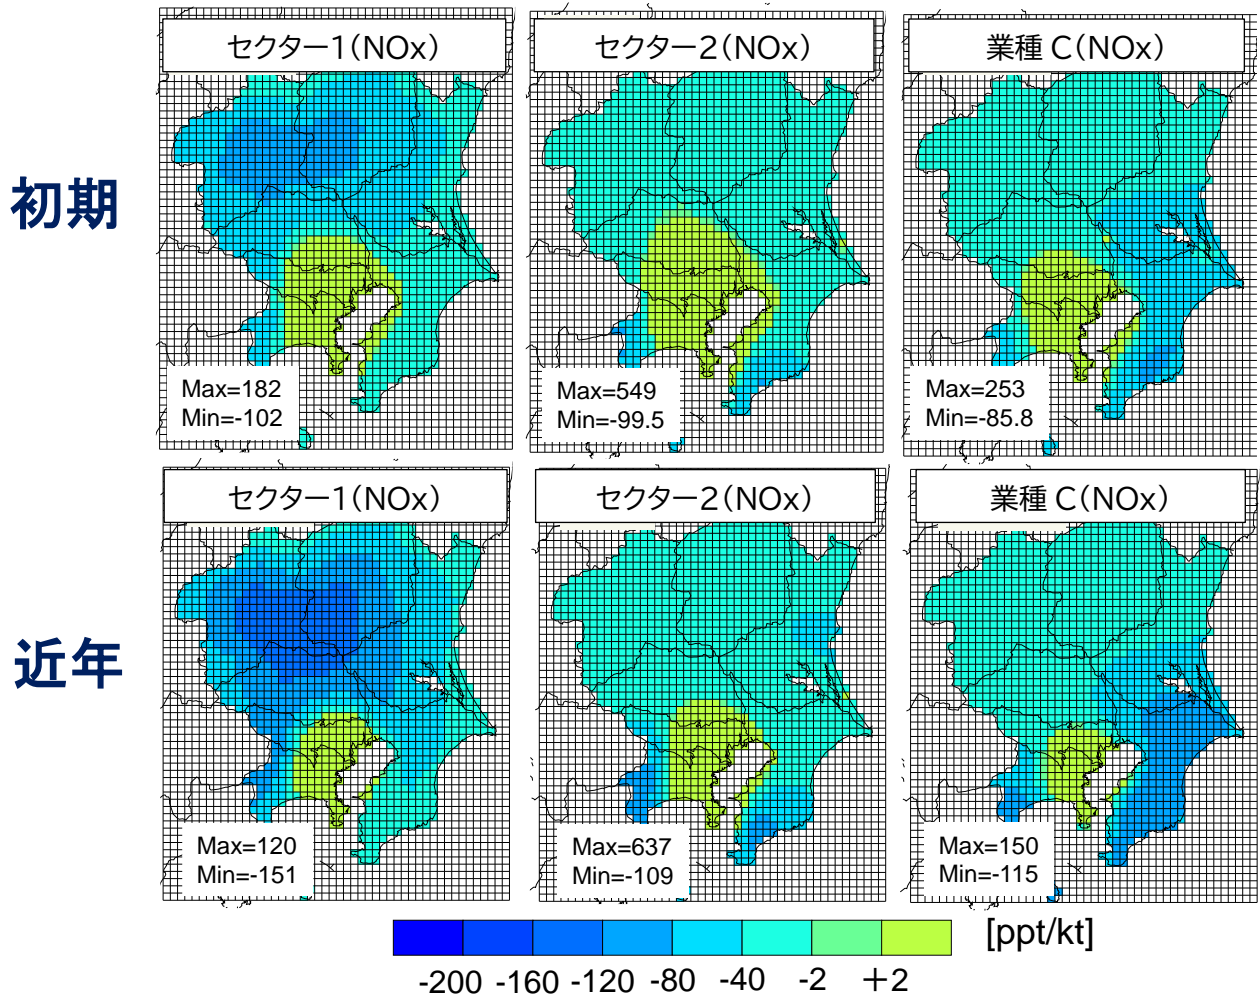 初期
セクター1(NOx)
Max=182
Min=-102
セクター2(NOx)
Max=549
Min=-99.5
業種 C(NOx)
Max=253
Min=-85.8
近年
セクター1(NOx)
Max=120
Min=-151
セクター2(NOx)
Max=637
Min=-109
業種 C(NOx)
Max=150
Min=-115
[ppt/kt]
-200 -160 -120 -80 -40 -2 +2